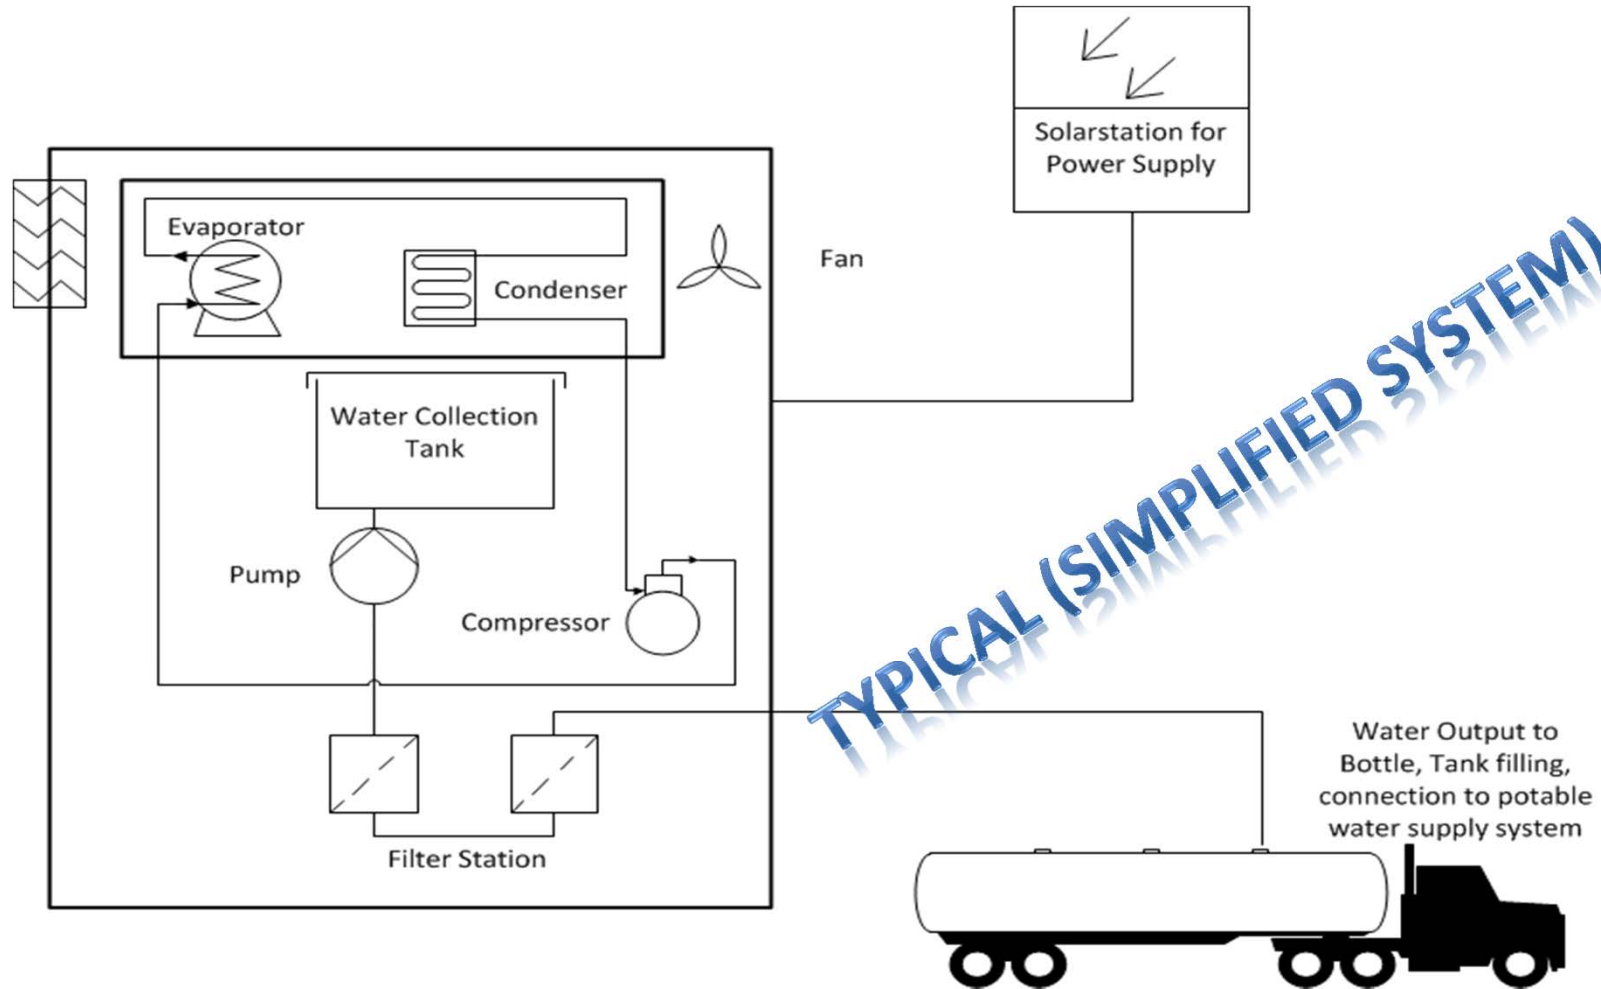 Solarstation for
Power Supply
Evaporator
Fan
Condenser
Water Collection
Tank
Pump
Compressor
TYPICAL (SIMPLIFIED SYSTEM)
Water Output to
Bottle, Tank filling,
connection to potable
water supply system
Filter Station